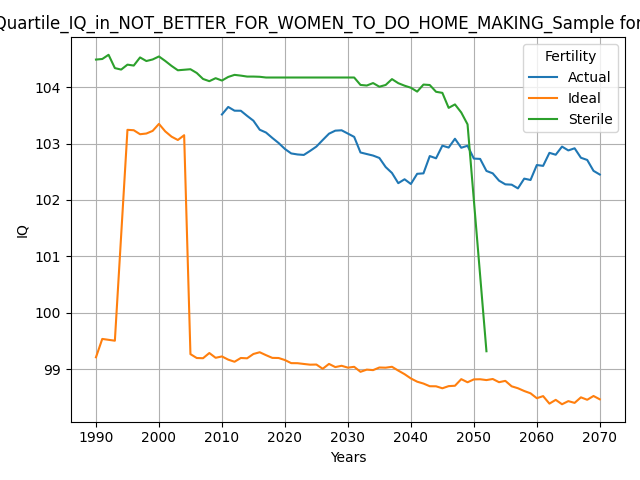 Quartile_IQ_in_NOT_BETTER_FOR_WOMEN_TO_DO_HOME_MAKING_Sample for
Fertility
Actual
Ideal
Sterile
IQ
104
103
102
101
100
99
1990 2000 2010 2020 2030 2040 2050 2060 2070
Years